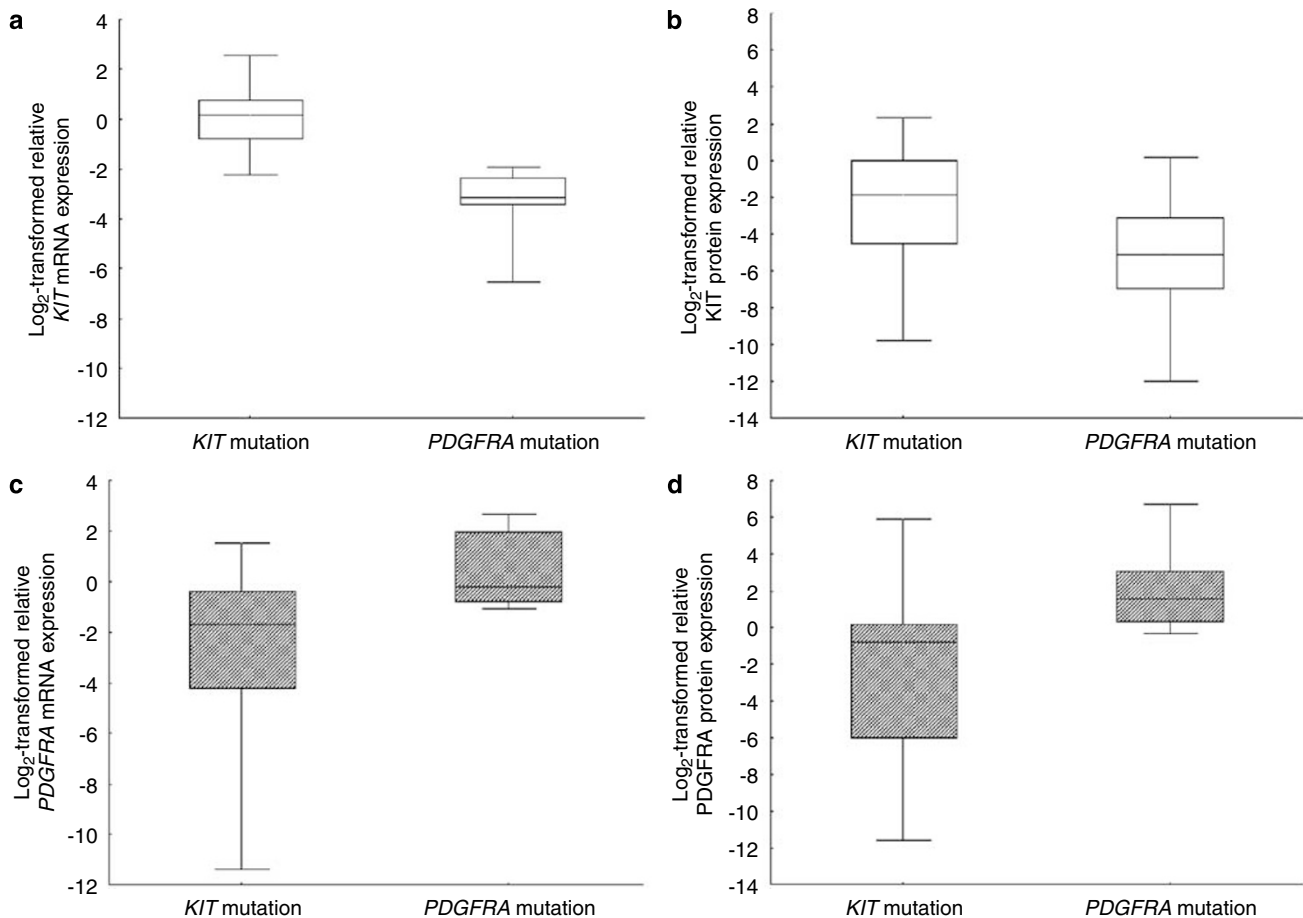 a
Log₂-transformed relative
KIT mRNA expression
4
2
0
-2
-4
-6
-8
-10
-12
KIT mutation
PDGFRA mutation
b
Log₂-transformed relative
KIT protein expression
8
6
4
2
0
-2
-4
-6
-8
-10
-12
-14
KIT mutation
PDGFRA mutation
c
Log₂-transformed relative
PDGFRA mRNA expression
4
2
0
-2
-4
-6
-8
-10
-12
KIT mutation
PDGFRA mutation
d
Log₂-transformed relative
PDGFRA protein expression
8
6
4
2
0
-2
-4
-6
-8
-10
-12
-14
KIT mutation
PDGFRA mutation